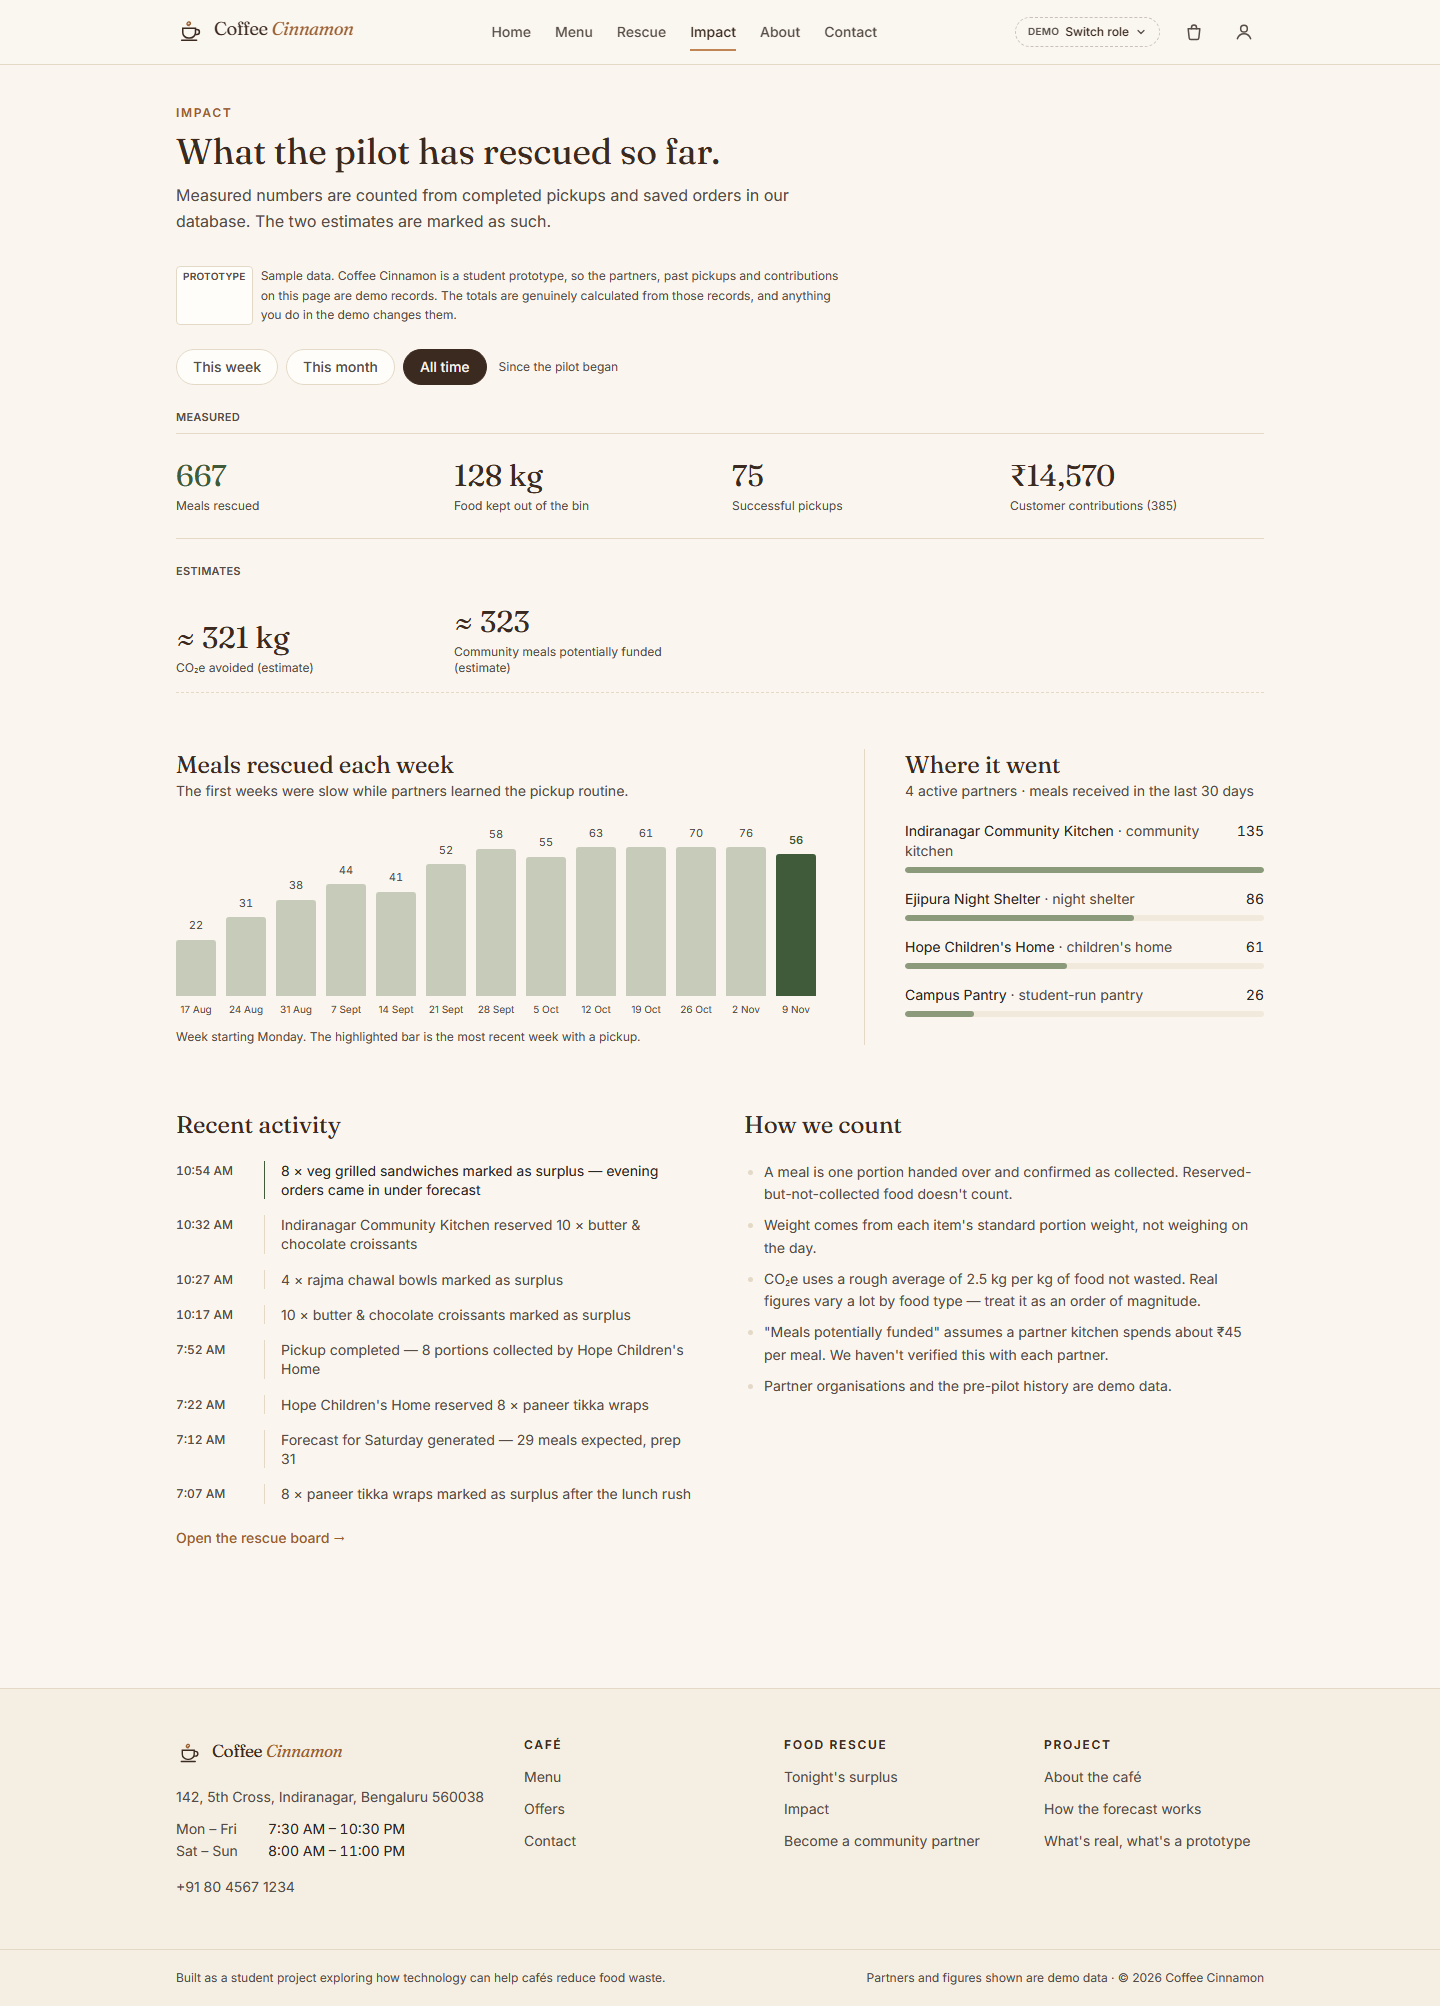 Coffee Cinnamon
Home Menu Rescue Impact About Contact
DEMO Switch role
IMPACT
What the pilot has rescued so far.
Measured numbers are counted from completed pickups and saved orders in our
database. The two estimates are marked as such.
PROTOTYPE
Sample data. Coffee Cinnamon is a student prototype, so the partners, past pickups and contributions
on this page are demo records. The totals are genuinely calculated from those records, and anything
you do in the demo changes them.
This week This month All time Since the pilot began
MEASURED
667 128 kg 75 ₹14,570
Meals rescued Food kept out of the bin Successful pickups Customer contributions (385)
ESTIMATES
≈ 321 kg
CO₂e avoided (estimate)
≈ 323
Community meals potentially funded
(estimate)
Meals rescued each week
The first weeks were slow while partners learned the pickup routine.
22 31 38 44 41 52 58 55 63 61 70 76 56
17 Aug 24 Aug 31 Aug 7 Sept 14 Sept 21 Sept 28 Sept 5 Oct 12 Oct 19 Oct 26 Oct 2 Nov 9 Nov
Week starting Monday. The highlighted bar is the most recent week with a pickup.
Where it went
4 active partners · meals received in the last 30 days
Indiranagar Community Kitchen · community 135
kitchen
Ejipura Night Shelter · night shelter 86
Hope Children's Home · children's home 61
Campus Pantry · student-run pantry 26
Recent activity
10:54 AM 8 × veg grilled sandwiches marked as surplus — evening
orders came in under forecast
10:32 AM Indiranagar Community Kitchen reserved 10 × butter &
chocolate croissants
10:27 AM 4 × rajma chawal bowls marked as surplus
10:17 AM 10 × butter & chocolate croissants marked as surplus
7:52 AM Pickup completed — 8 portions collected by Hope Children's
Home
7:22 AM Hope Children's Home reserved 8 × paneer tikka wraps
7:12 AM Forecast for Saturday generated — 29 meals expected, prep
31
7:07 AM 8 × paneer tikka wraps marked as surplus after the lunch rush
Open the rescue board →
How we count
A meal is one portion handed over and confirmed as collected. Reserved-
but-not-collected food doesn't count.
Weight comes from each item's standard portion weight, not weighing on
the day.
CO₂e uses a rough average of 2.5 kg per kg of food not wasted. Real
figures vary a lot by food type — treat it as an order of magnitude.
"Meals potentially funded" assumes a partner kitchen spends about ₹45
per meal. We haven't verified this with each partner.
Partner organisations and the pre-pilot history are demo data.
Coffee Cinnamon
142, 5th Cross, Indiranagar, Bengaluru 560038
Mon – Fri 7:30 AM – 10:30 PM
Sat – Sun 8:00 AM – 11:00 PM
+91 80 4567 1234
CAFÉ
Menu
Offers
Contact
FOOD RESCUE
Tonight's surplus
Impact
Become a community partner
PROJECT
About the café
How the forecast works
What's real, what's a prototype
Built as a student project exploring how technology can help cafés reduce food waste.
Partners and figures shown are demo data · © 2026 Coffee Cinnamon